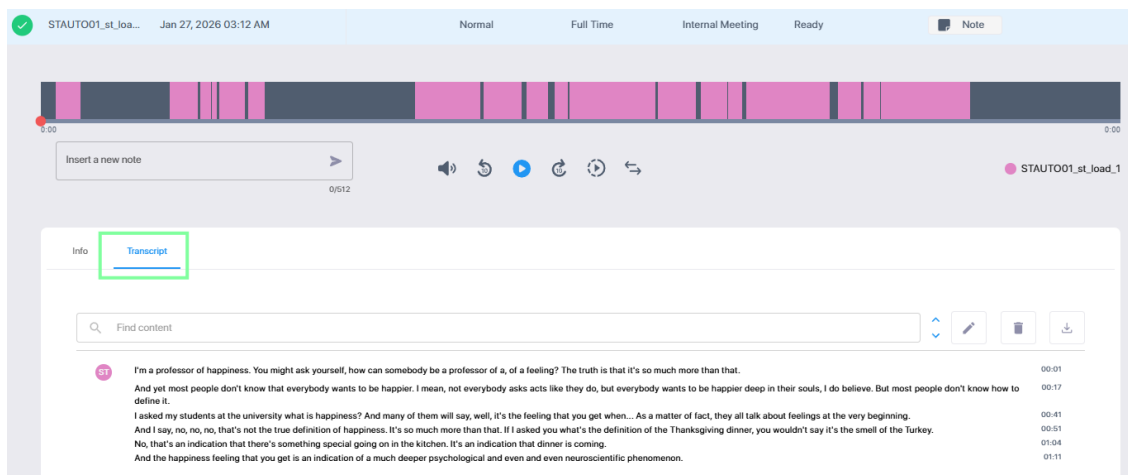 STAUTO01_st_loa... Jan 27, 2026 03:12 AM Normal Full Time Internal Meeting Ready Note
0:00 0:00
Insert a new note
10 10
STAUTO01_st_load_1
0/512
Info Transcript
Find content
ST I'm a professor of happiness. You might ask yourself, how can somebody be a professor of a, of a feeling? The truth is that it's so much more than that. 00:01
And yet most people don't know that everybody wants to be happier. I mean, not everybody asks acts like they do, but everybody wants to be happier deep in their souls, I do believe. But most people don't know how to 00:17
define it.
I asked my students at the university what is happiness? And many of them will say, well, it's the feeling that you get when... As a matter of fact, they all talk about feelings at the very beginning. 00:41
And I say, no, no, no, that's not the true definition of happiness. It's so much more than that. If I asked you what's the definition of the Thanksgiving dinner, you wouldn't say it's the smell of the Turkey. 00:51
No, that's an indication that there's something special going on in the kitchen. It's an indication that dinner is coming. 01:04
And the happiness feeling that you get is an indication of a much deeper psychological and even and even neuroscientific phenomenon. 01:11